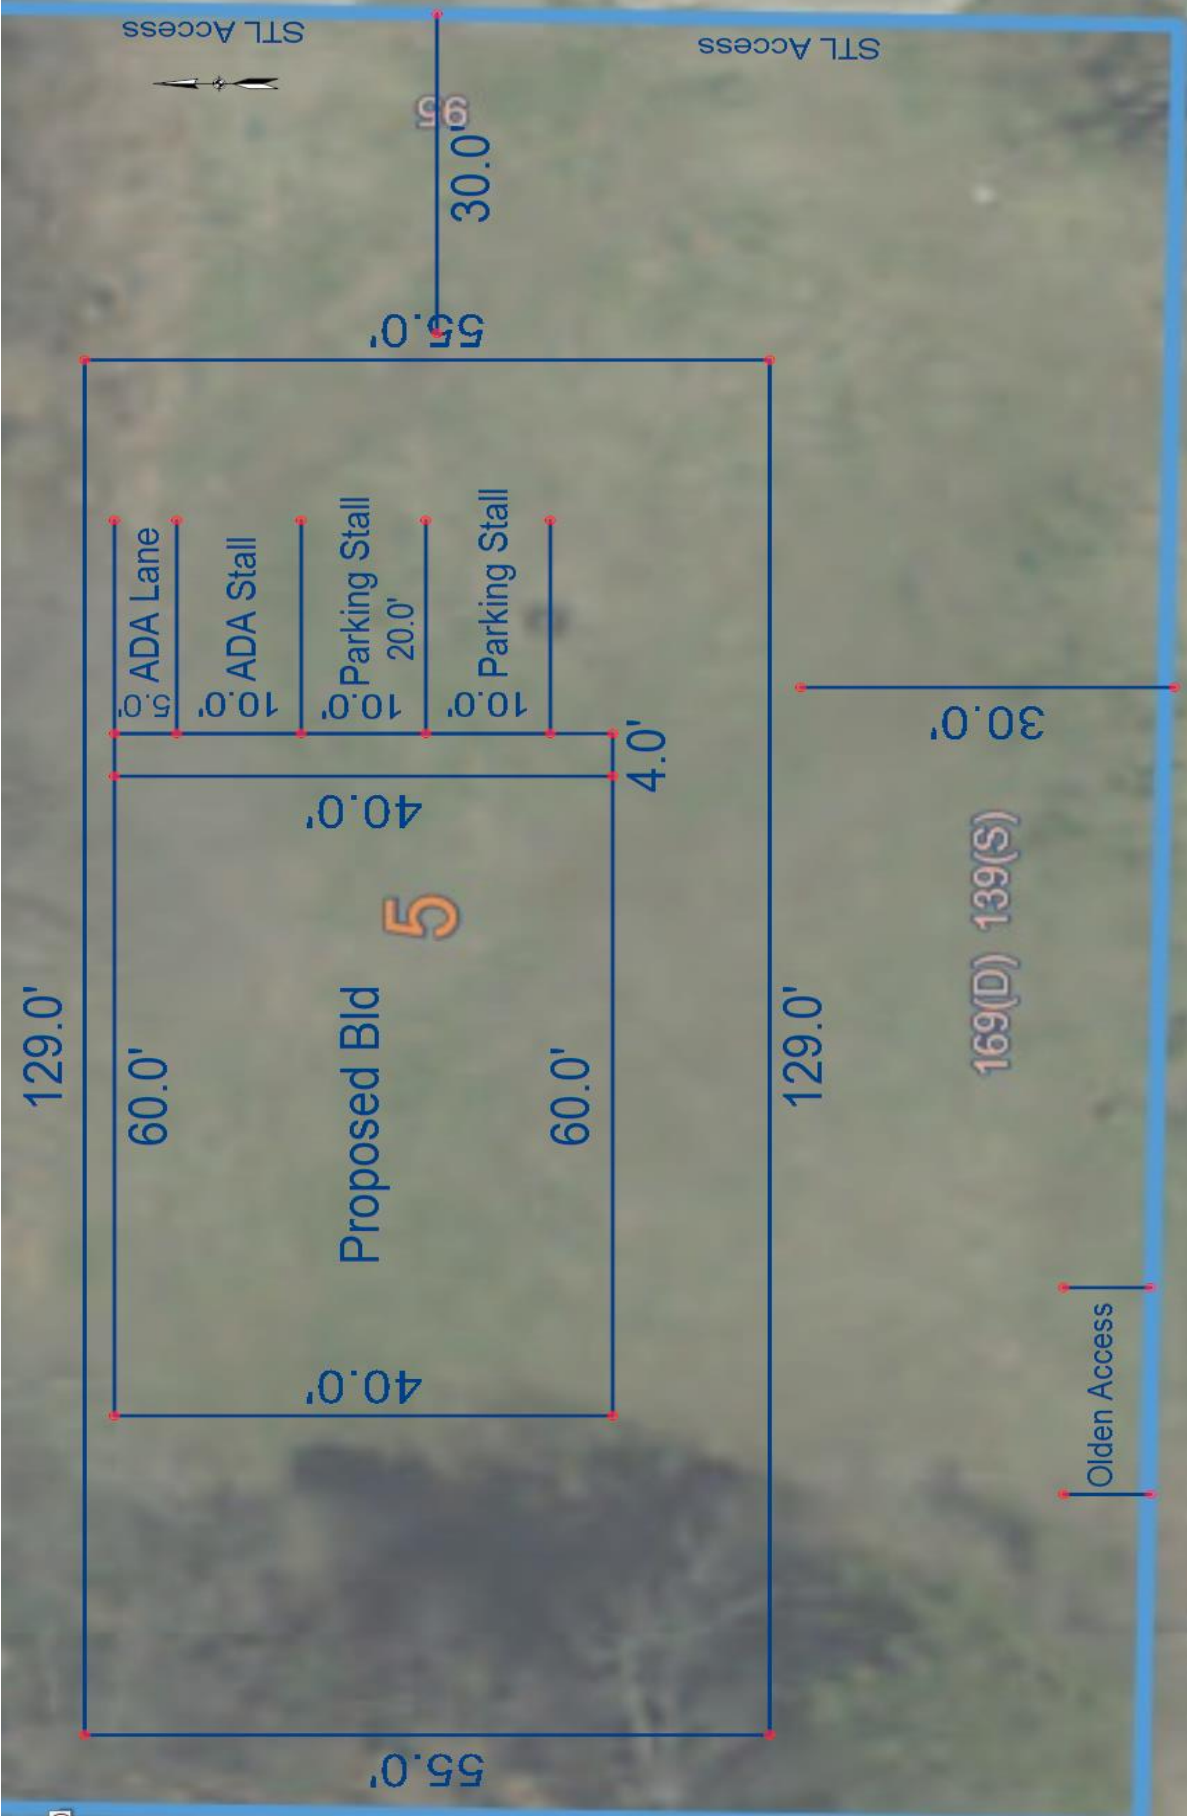 STL Access
STL Access
95
30.0'
55.0'
ADA Lane
5.0'
ADA Stall
10.0'
Parking Stall
20.0'
10.0'
Parking Stall
10.0'
30.0'
4.0'
40.0'
5
129.0'
60.0'
Proposed Bld
60.0'
129.0'
169(D) 139(S)
40.0'
Olden Access
55.0'